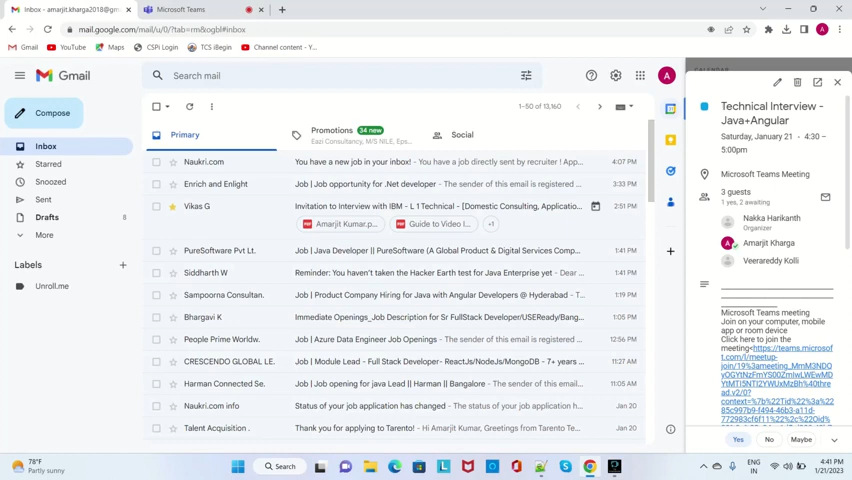 Inbox - amarjit.kharga2018@gm
Microsoft Teams
mail.google.com/mail/u/0/?tab=rm&ogbl#inbox
Gmail
YouTube
Maps
CSPi Login
TCS iBegin
Channel content - Y...
Gmail
Search mail
A
CALENDAR
Compose
1–50 of 13,160
Inbox
Starred
Snoozed
Sent
Drafts 8
More
Labels
Unroll.me
Primary
Promotions 34 new
Eazi Consultancy, M/S NILE, Eps...
Social
Naukri.com You have a new job in your inbox! - You have a job directly sent by recruiter ! App... 4:07 PM
Enrich and Enlight Job | Job opportunity for .Net developer - The sender of this email is registered ... 3:33 PM
Vikas G Invitation to Interview with IBM - L 1 Technical - [Domestic Consulting, Applicatio... 2:51 PM
PDF Amarjit Kumar.p...
PDF Guide to Video I...
+1
PureSoftware Pvt Lt. Job | Java Developer || PureSoftware (A Global Product & Digital Services Comp... 1:41 PM
Siddharth W Reminder: You haven't taken the Hacker Earth test for Java Enterprise yet - Dear ... 1:41 PM
Sampoorna Consultan. Job | Product Company Hiring for Java with Angular Developers @ Hyderabad - T... 1:19 PM
Bhargavi K Immediate Openings_Job Description for Sr FullStack Developer/USEReady/Bang... 1:05 PM
People Prime Worldw. Job | Azure Data Engineer Job Openings - The sender of this email is registered ... 12:56 PM
CRESCENDO GLOBAL LE. Job | Module Lead - Full Stack Developer- ReactJs/NodeJs/MongoDB - 7+ years ... 11:27 AM
Harman Connected Se. Job | Job opening for java Lead || Harman || Bangalore - The sender of this email... 11:05 AM
Naukri.com info Status of your job application has changed - Status of your job application h... Jan 20
Talent Acquisition . Thank you for applying to Tarento! - Hi Amarjit Kumar, Greetings from Tarento Te... Jan 20
Technical Interview -
Java+Angular
Saturday, January 21 · 4:30 –
5:00pm
Microsoft Teams Meeting
3 guests
1 yes, 2 awaiting
Nakka Harikanth
Organizer
A Amarjit Kharga
Veerareddy Kolli
Microsoft Teams meeting
Join on your computer, mobile
app or room device
Click here to join the
meeting<https://teams.microsof
t.com/l/meetup-
Yes
No
Maybe
78°F
Partly sunny
Search
ENG
IN
4:41 PM
1/21/2023